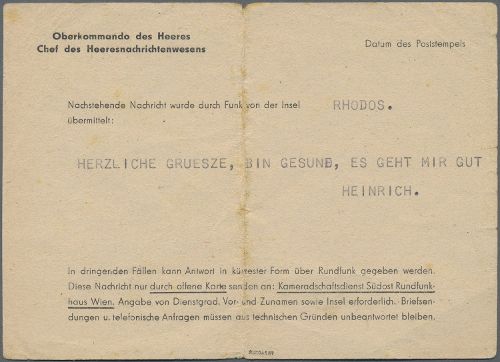 Oberkommando des Heeres
Chef des Heeresnachrichtenwesens
Datum des Poststempels
Nachstehende Nachricht wurde durch Funk von der Insel RHODOS.
übermittelt:
HERZLICHE GRUESZE, BIN GESUND, ES GEHT MIR GUT
HEINRICH.
In dringenden Fällen kann Antwort in kürzester Form über Rundfunk gegeben werden.
Diese Nachricht nur durch offene Karte senden an: Kameradschaftsdienst Südost Rundfunk-
haus Wien. Angabe von Dienstgrad. Vor- und Zunamen sowie Insel erforderlich. Briefsen-
dungen u. telefonische Anfragen müssen aus technischen Gründen unbeantwortet bleiben.